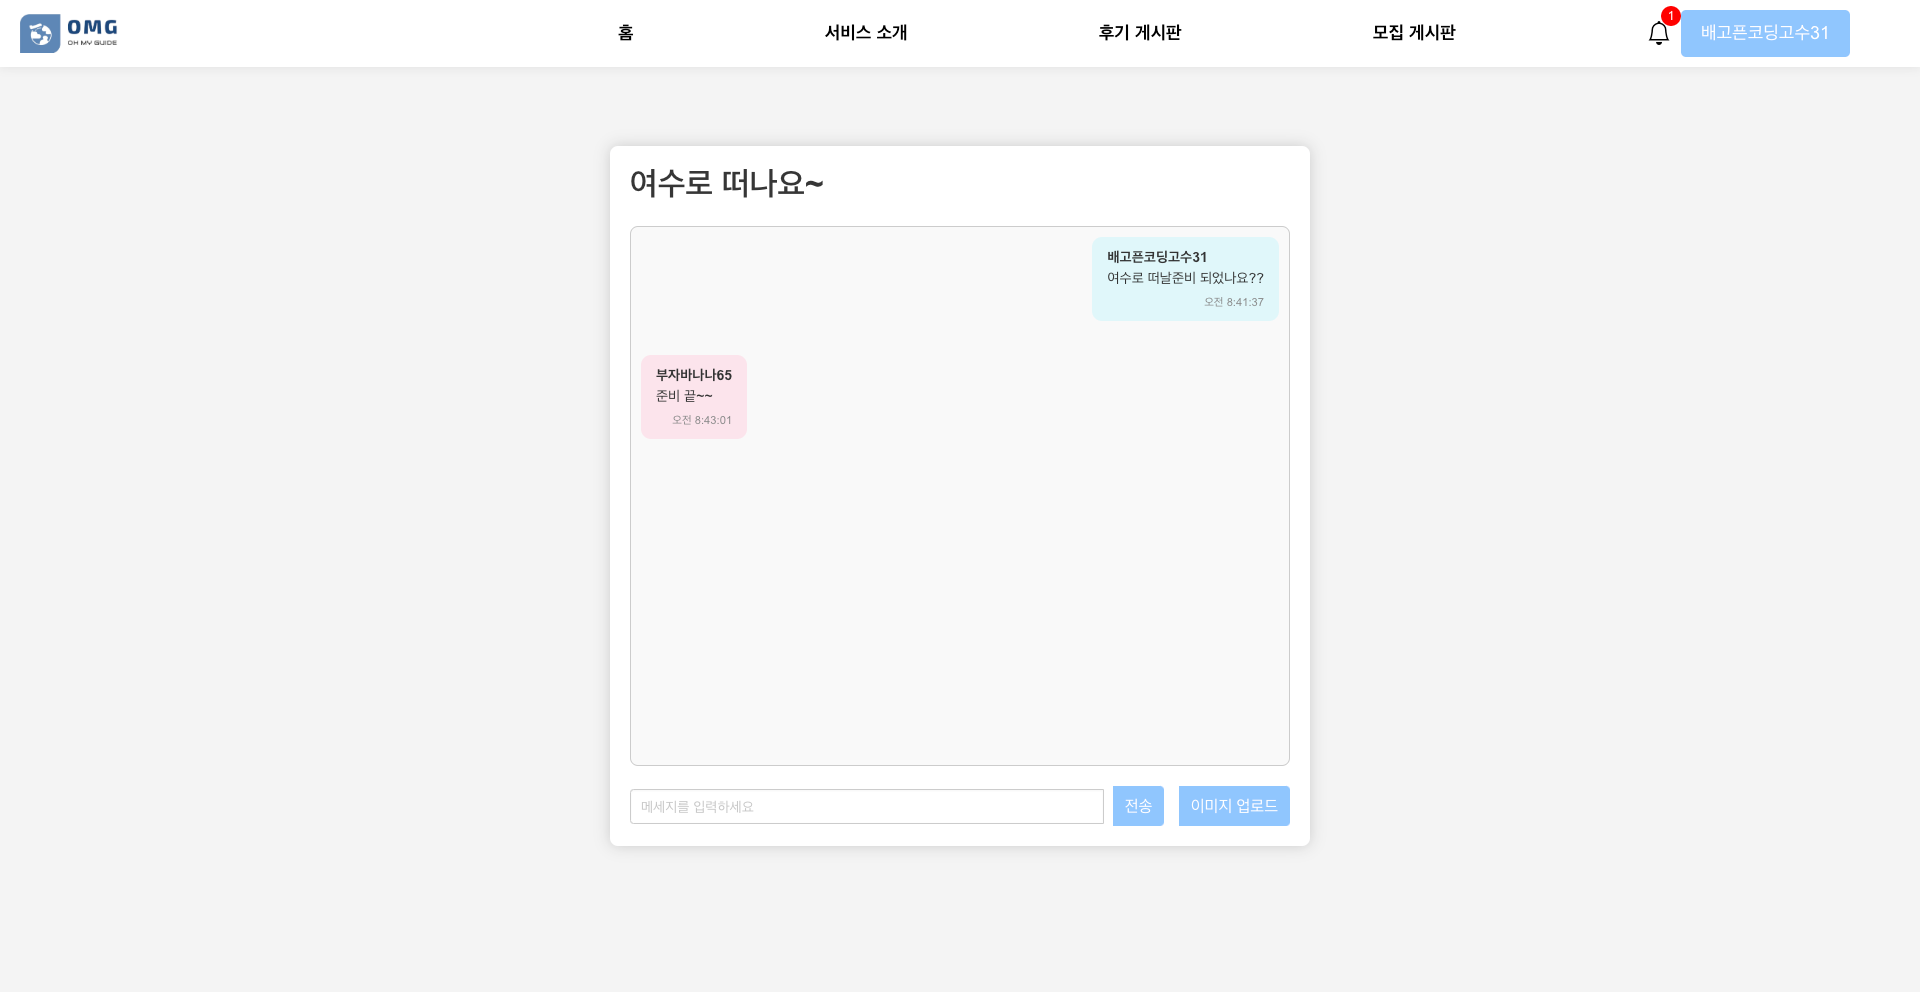 OMG
OH MY GUIDE
홈
서비스 소개
후기 게시판
모집 게시판
1
배고픈코딩고수31
여수로 떠나요~
배고픈코딩고수31
여수로 떠날준비 되었나요??
오전 8:41:37
부자바나나65
준비 끝~~
오전 8:43:01
메세지를 입력하세요
전송
이미지 업로드